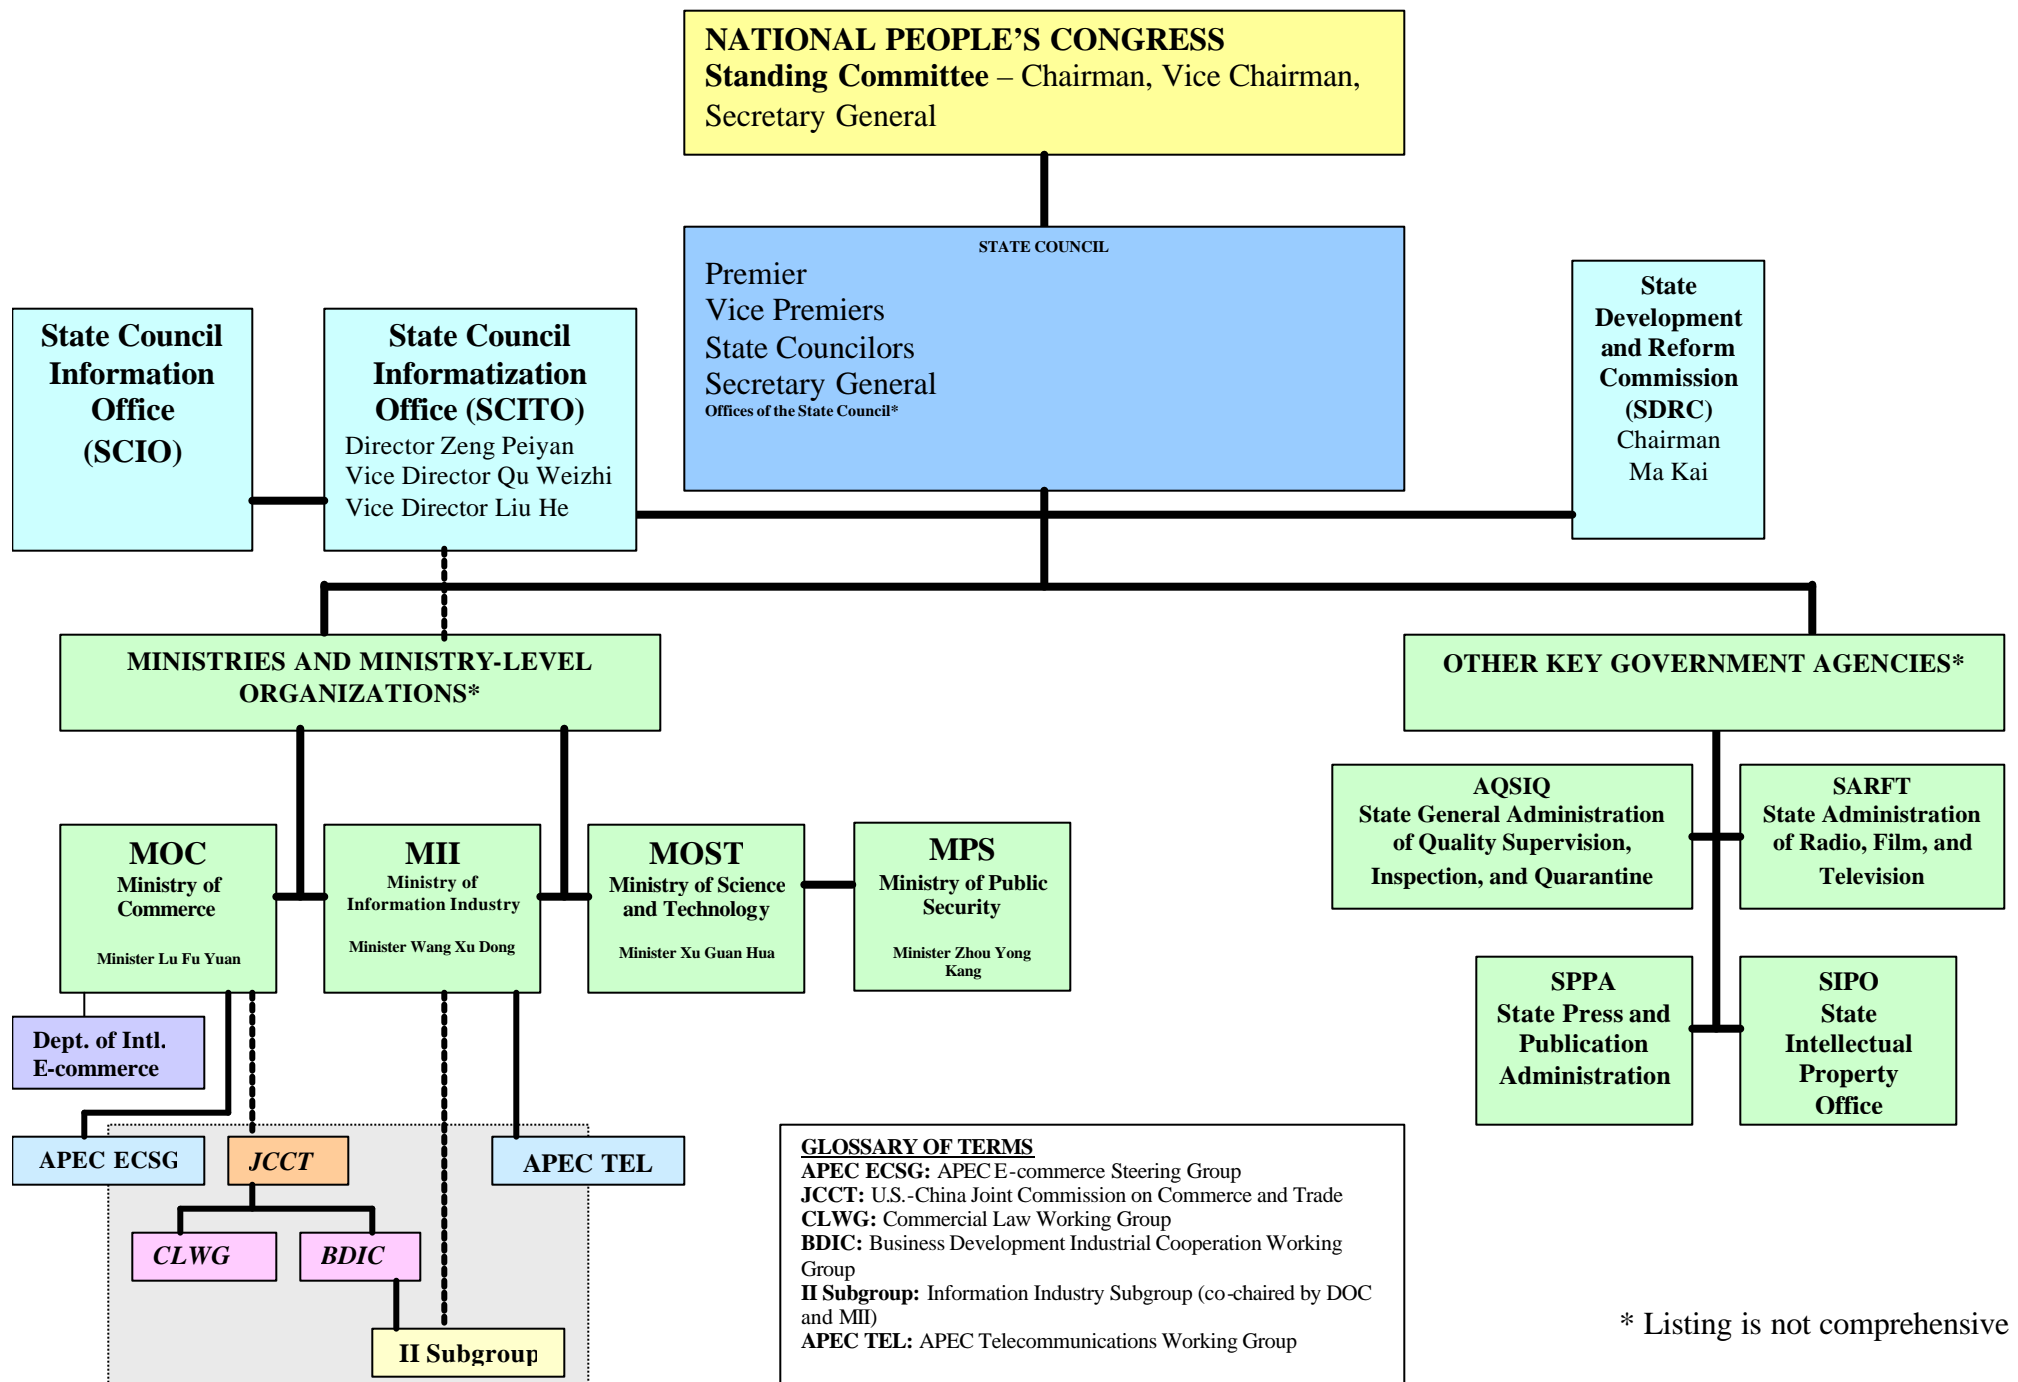 NATIONAL PEOPLE'S CONGRESS
Standing Committee – Chairman, Vice Chairman,
Secretary General
STATE COUNCIL
Premier
Vice Premiers
State Councilors
Secretary General
Offices of the State Council*
State Council
Information
Office
(SCIO)
State Council
Informatization
Office (SCITO)
Director Zeng Peiyan
Vice Director Qu Weizhi
Vice Director Liu He
State
Development
and Reform
Commission
(SDRC)
Chairman
Ma Kai
MINISTRIES AND MINISTRY-LEVEL
ORGANIZATIONS*
OTHER KEY GOVERNMENT AGENCIES*
MOC
Ministry of
Commerce
Minister Lu Fu Yuan
MII
Ministry of
Information Industry
Minister Wang Xu Dong
MOST
Ministry of Science
and Technology
Minister Xu Guan Hua
MPS
Ministry of Public
Security
Minister Zhou Yong
Kang
AQSIQ
State General Administration
of Quality Supervision,
Inspection, and Quarantine
SARFT
State Administration
of Radio, Film, and
Television
SPPA
State Press and
Publication
Administration
SIPO
State
Intellectual
Property
Office
Dept. of Intl.
E-commerce
APEC ECSG
JCCT
APEC TEL
CLWG
BDIC
II Subgroup
GLOSSARY OF TERMS
APEC ECSG: APEC E-commerce Steering Group
JCCT: U.S.-China Joint Commission on Commerce and Trade
CLWG: Commercial Law Working Group
BDIC: Business Development Industrial Cooperation Working
Group
II Subgroup: Information Industry Subgroup (co-chaired by DOC
and MII)
APEC TEL: APEC Telecommunications Working Group
* Listing is not comprehensive